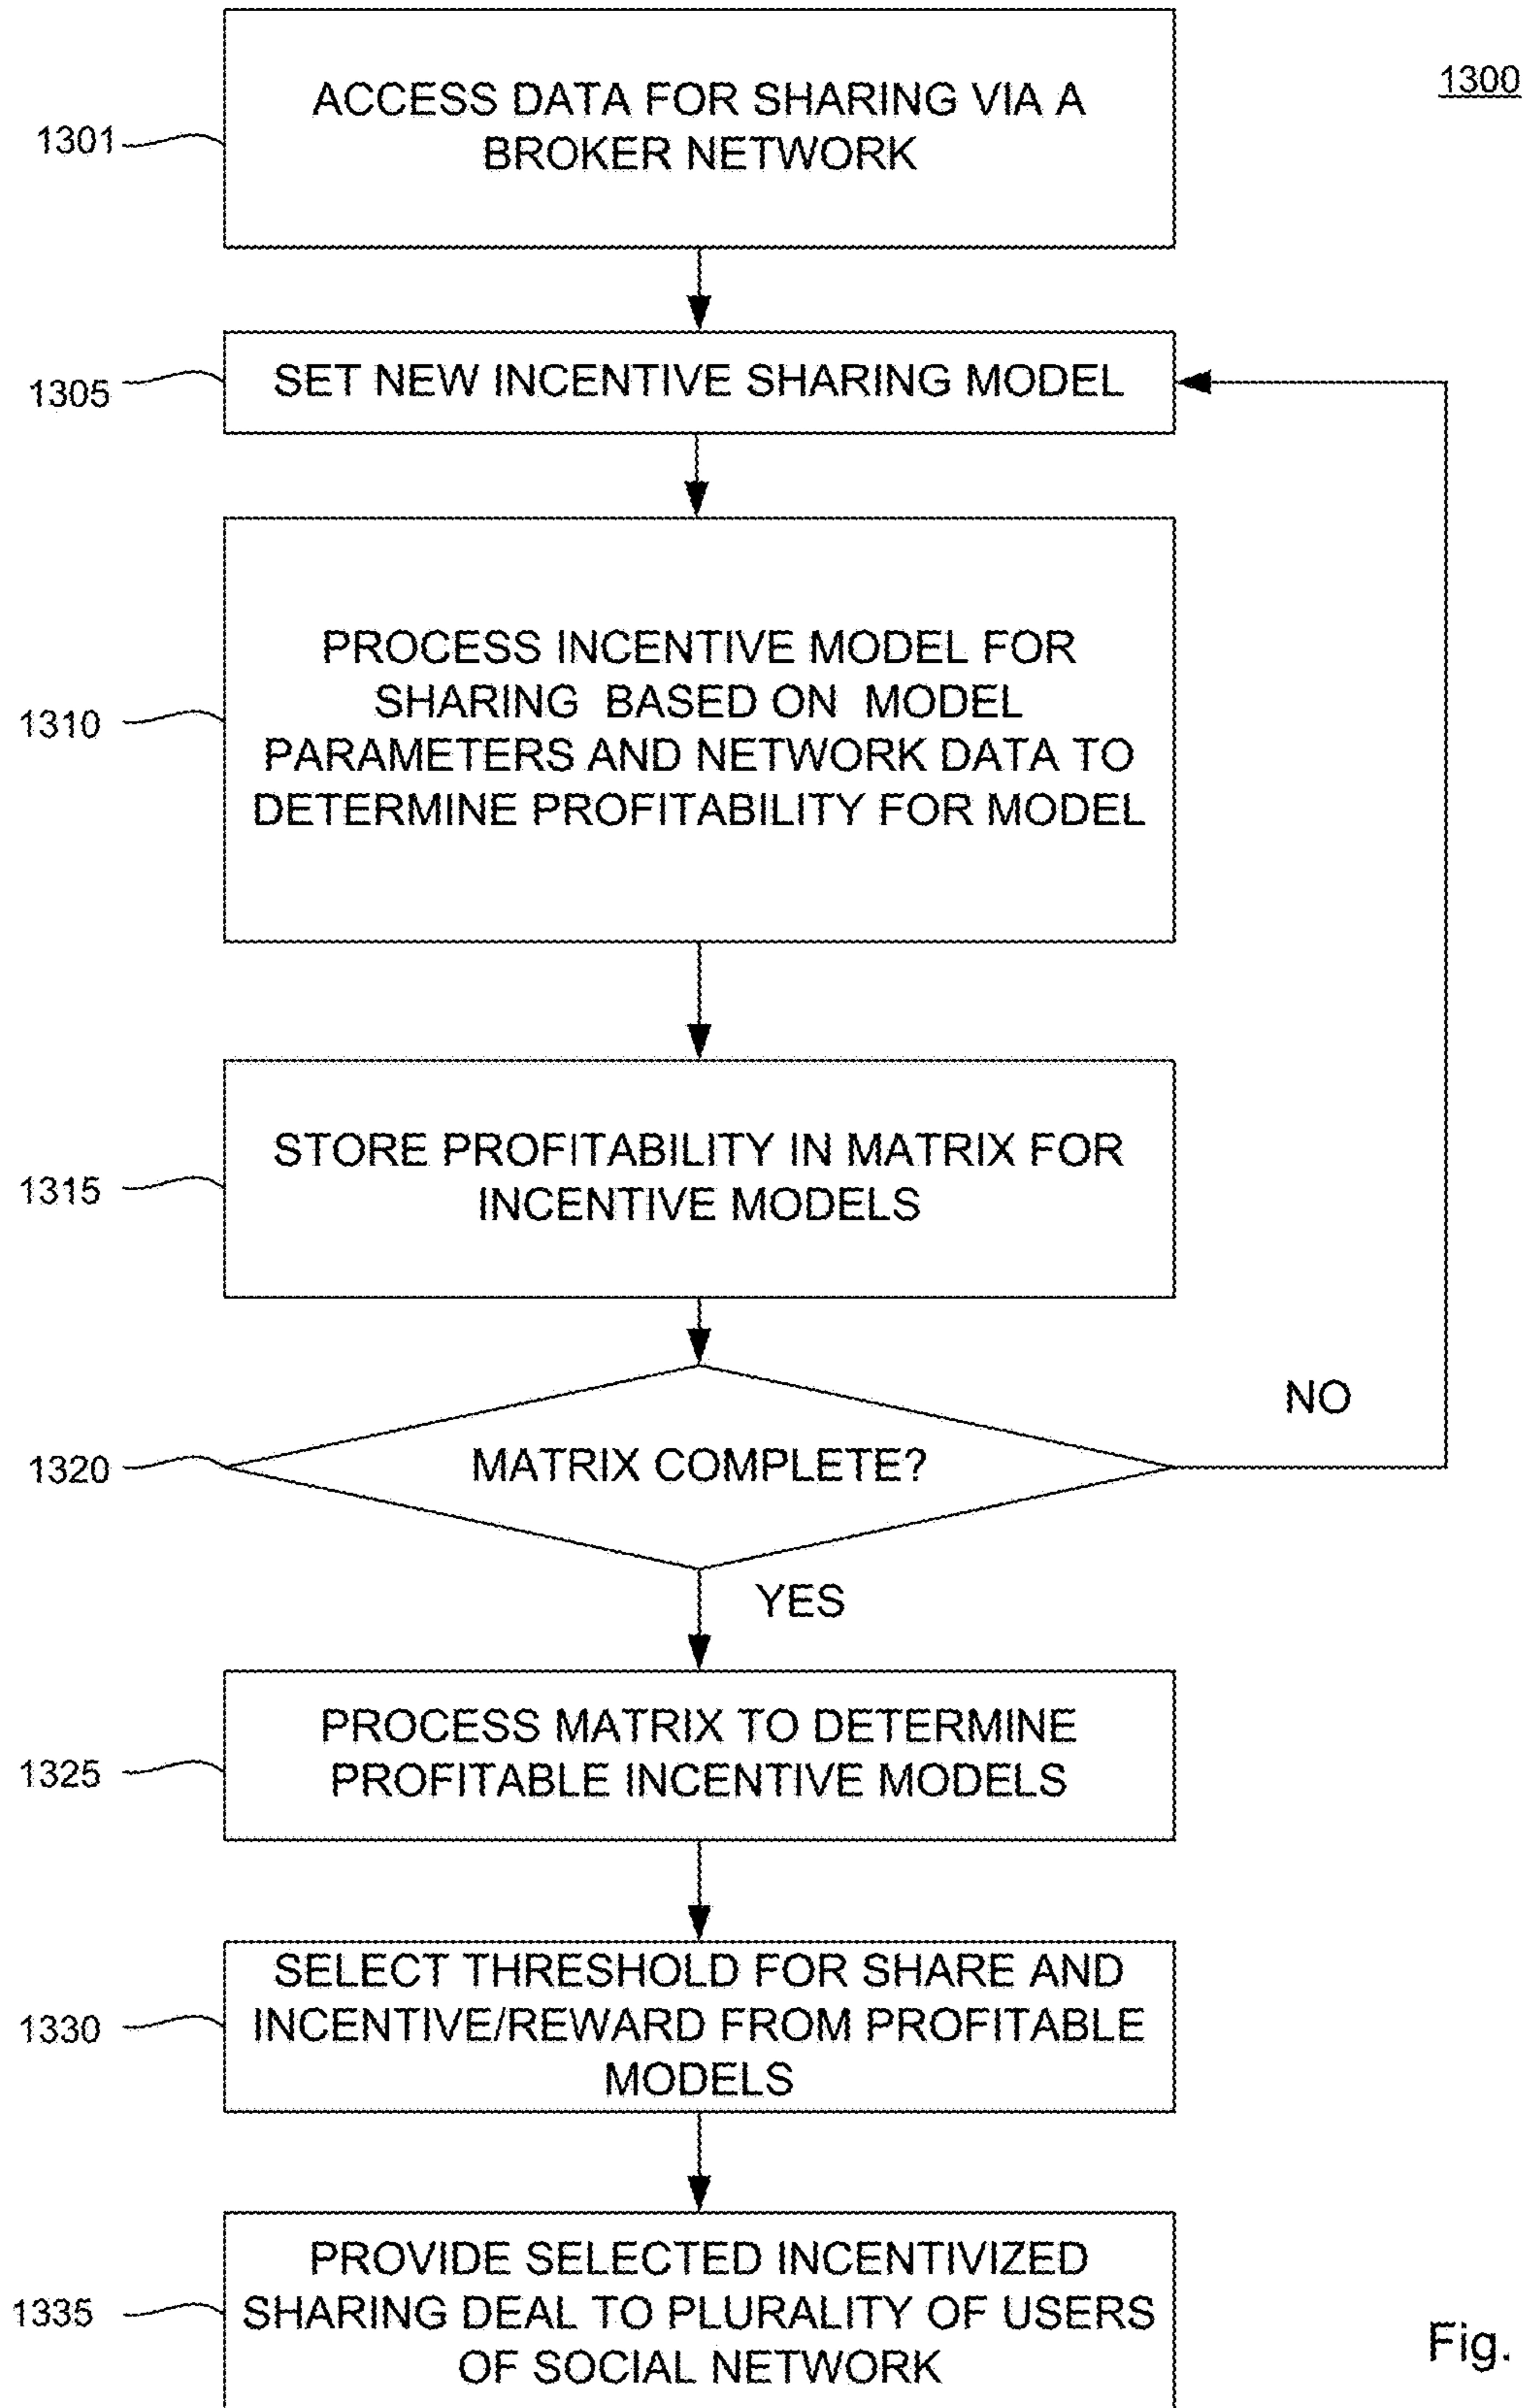 1300
ACCESS DATA FOR SHARING VIA A
BROKER NETWORK
1301
SET NEW INCENTIVE SHARING MODEL
1305
PROCESS INCENTIVE MODEL FOR
SHARING BASED ON MODEL
PARAMETERS AND NETWORK DATA TO
DETERMINE PROFITABILITY FOR MODEL
1310
STORE PROFITABILITY IN MATRIX FOR
INCENTIVE MODELS
1315
NO
MATRIX COMPLETE?
1320
YES
PROCESS MATRIX TO DETERMINE
PROFITABLE INCENTIVE MODELS
1325
SELECT THRESHOLD FOR SHARE AND
INCENTIVE/REWARD FROM PROFITABLE
MODELS
1330
PROVIDE SELECTED INCENTIVIZED
SHARING DEAL TO PLURALITY OF USERS
OF SOCIAL NETWORK
1335
Fig.